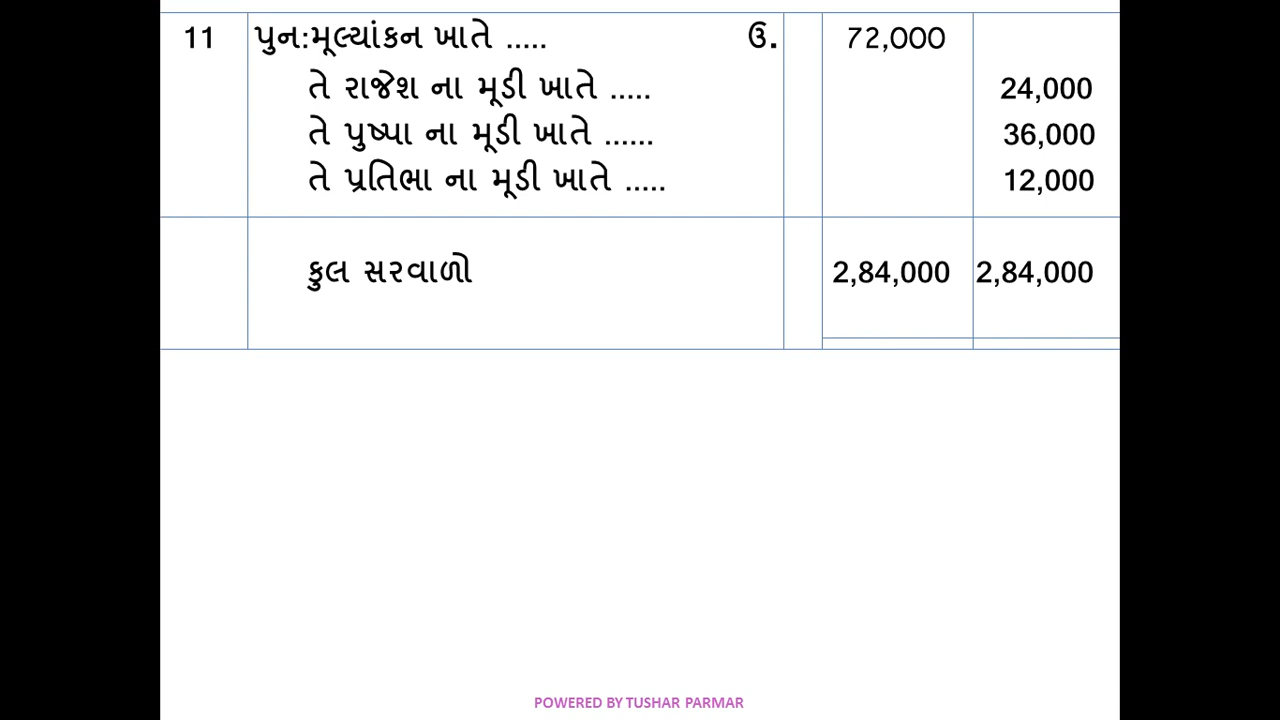 11 પુન:મૂલ્યાંકન ખાતે ..... ઉ. 72,000
તે રાજેશ ના મૂડી ખાતે ..... 24,000
તે પુષ્પા ના મૂડી ખાતે ...... 36,000
તે પ્રતિભા ના મૂડી ખાતે ..... 12,000
કુલ સરવાળો 2,84,000 2,84,000
POWERED BY TUSHAR PARMAR